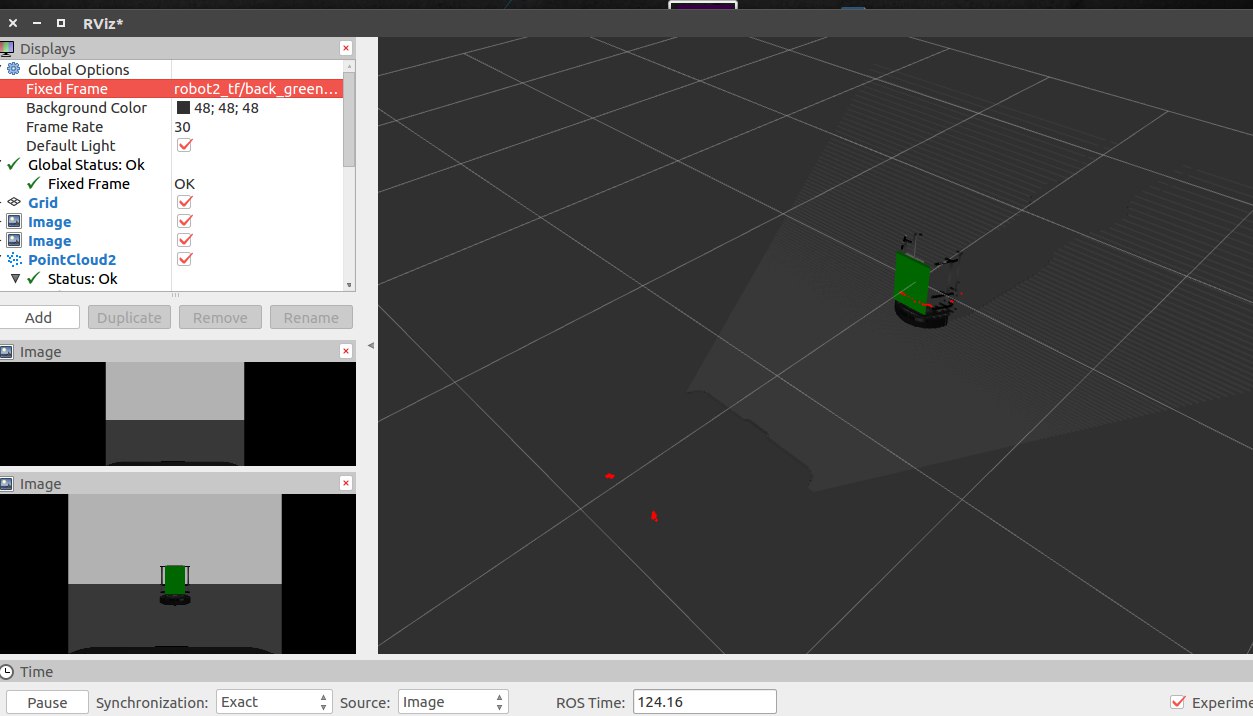 RViz*
Displays
Global Options
Fixed Frame robot2_tf/back_green...
Background Color 48; 48; 48
Frame Rate 30
Default Light
Global Status: Ok
Fixed Frame OK
Grid
Image
Image
PointCloud2
Status: Ok
Add Duplicate Remove Rename
Image
Image
Time
Pause Synchronization: Exact Source: Image ROS Time: 124.16 Experime